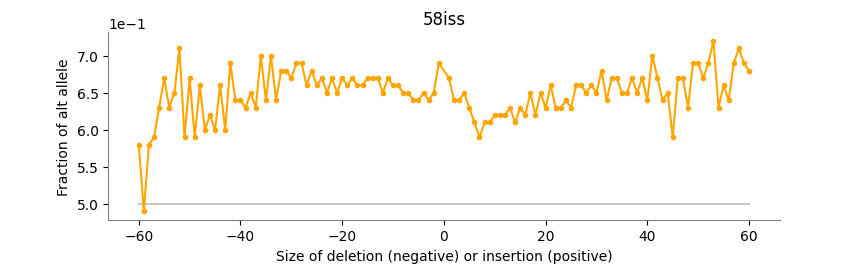 58iss
1e−1
7.0
6.5
6.0
5.5
5.0
Fraction of alt allele
−60 −40 −20 0 20 40 60
Size of deletion (negative) or insertion (positive)